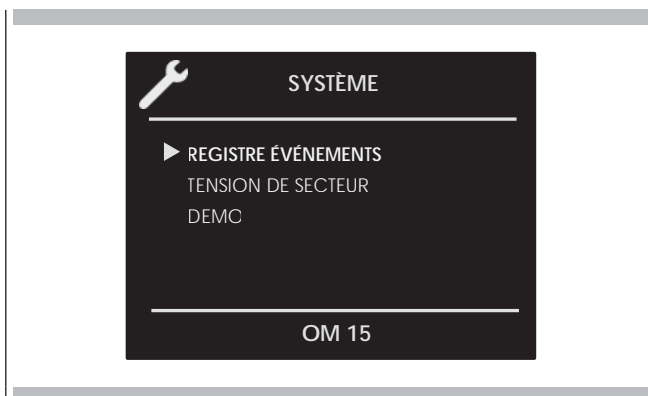 SYSTÈME
REGISTRE ÉVÉNEMENTS
TENSION DE SECTEUR
DEMO
OM 15